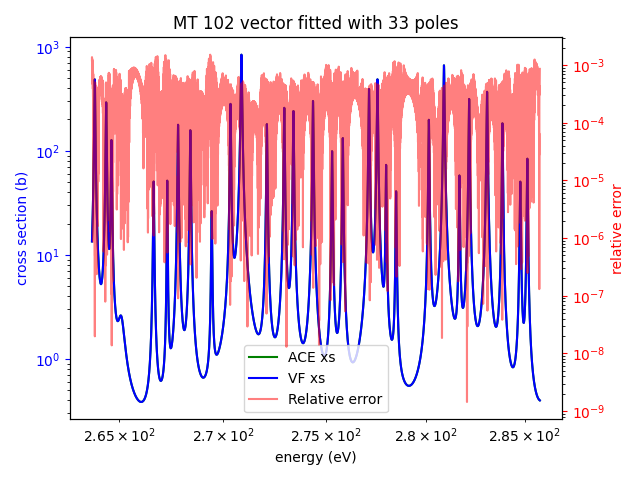 MT 102 vector fitted with 33 poles
10³
10²
10¹
10⁰
cross section (b)
10⁻³
10⁻⁴
10⁻⁵
10⁻⁶
10⁻⁷
10⁻⁸
10⁻⁹
relative error
ACE xs
VF xs
Relative error
2.65 × 10² 2.7 × 10² 2.75 × 10² 2.8 × 10² 2.85 × 10²
energy (eV)